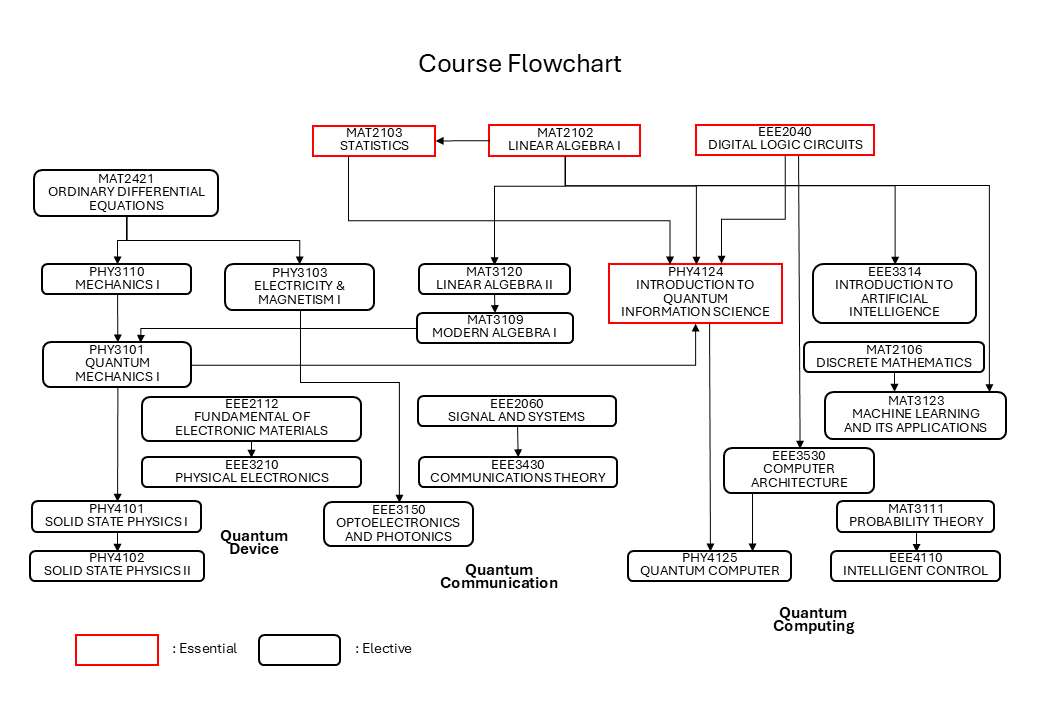 Course Flowchart
MAT2103
STATISTICS
MAT2102
LINEAR ALGEBRA I
EEE2040
DIGITAL LOGIC CIRCUITS
MAT2421
ORDINARY DIFFERENTIAL
EQUATIONS
PHY3110
MECHANICS I
PHY3103
ELECTRICITY &
MAGNETISM I
MAT3120
LINEAR ALGEBRA II
PHY4124
INTRODUCTION TO
QUANTUM
INFORMATION SCIENCE
EEE3314
INTRODUCTION TO
ARTIFICIAL
INTELLIGENCE
MAT3109
MODERN ALGEBRA I
PHY3101
QUANTUM
MECHANICS I
MAT2106
DISCRETE MATHEMATICS
EEE2112
FUNDAMENTAL OF
ELECTRONIC MATERIALS
EEE2060
SIGNAL AND SYSTEMS
MAT3123
MACHINE LEARNING
AND ITS APPLICATIONS
EEE3210
PHYSICAL ELECTRONICS
EEE3430
COMMUNICATIONS THEORY
EEE3530
COMPUTER
ARCHITECTURE
PHY4101
SOLID STATE PHYSICS I
EEE3150
OPTOELECTRONICS
AND PHOTONICS
MAT3111
PROBABILITY THEORY
Quantum
Device
PHY4102
SOLID STATE PHYSICS II
Quantum
Communication
PHY4125
QUANTUM COMPUTER
EEE4110
INTELLIGENT CONTROL
Quantum
Computing
: Essential
: Elective